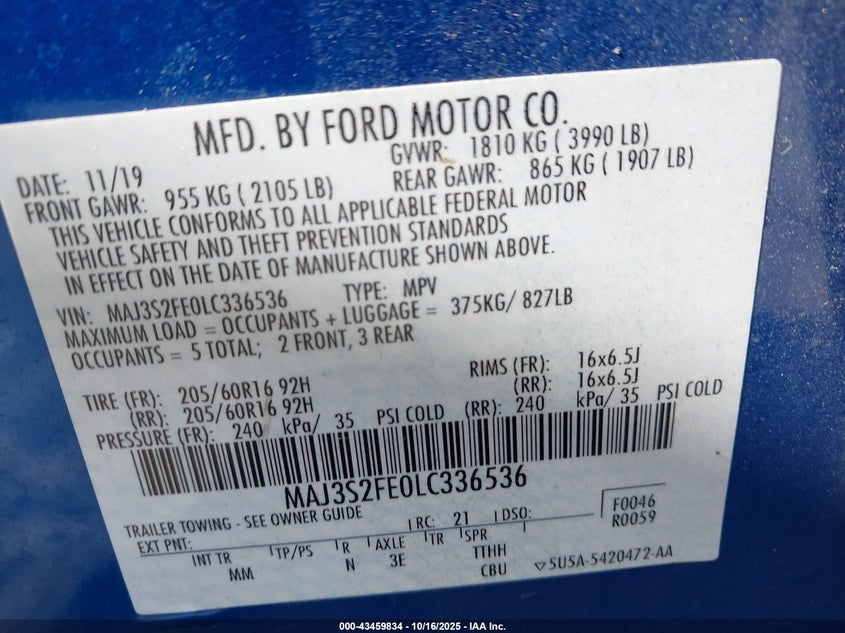 MFD. BY FORD MOTOR CO.
DATE: 11/19 GVWR: 1810 KG ( 3990 LB)
FRONT GAWR: 955 KG ( 2105 LB) REAR GAWR: 865 KG ( 1907 LB)
THIS VEHICLE CONFORMS TO ALL APPLICABLE FEDERAL MOTOR
VEHICLE SAFETY AND THEFT PREVENTION STANDARDS
IN EFFECT ON THE DATE OF MANUFACTURE SHOWN ABOVE.
VIN: MAJ3S2FE0LC336536 TYPE: MPV
MAXIMUM LOAD = OCCUPANTS + LUGGAGE = 375KG/ 827LB
OCCUPANTS = 5 TOTAL; 2 FRONT, 3 REAR
TIRE (FR): 205/60R16 92H RIMS (FR): 16x6.5J
(RR): 205/60R16 92H (RR): 16x6.5J
PRESSURE (FR): 240 kPa/ 35 PSI COLD (RR): 240 kPa/ 35 PSI COLD
MAJ3S2FE0LC336536
TRAILER TOWING - SEE OWNER GUIDE
RC: 21 DSO: F0046
R0059
EXT PNT: INT TR TP/PS R AXLE TR SPR
MM N 3E TTHH
CBU
▽5U5A-5420472-AA
000-43459834 - 10/16/2025 - IAA Inc.